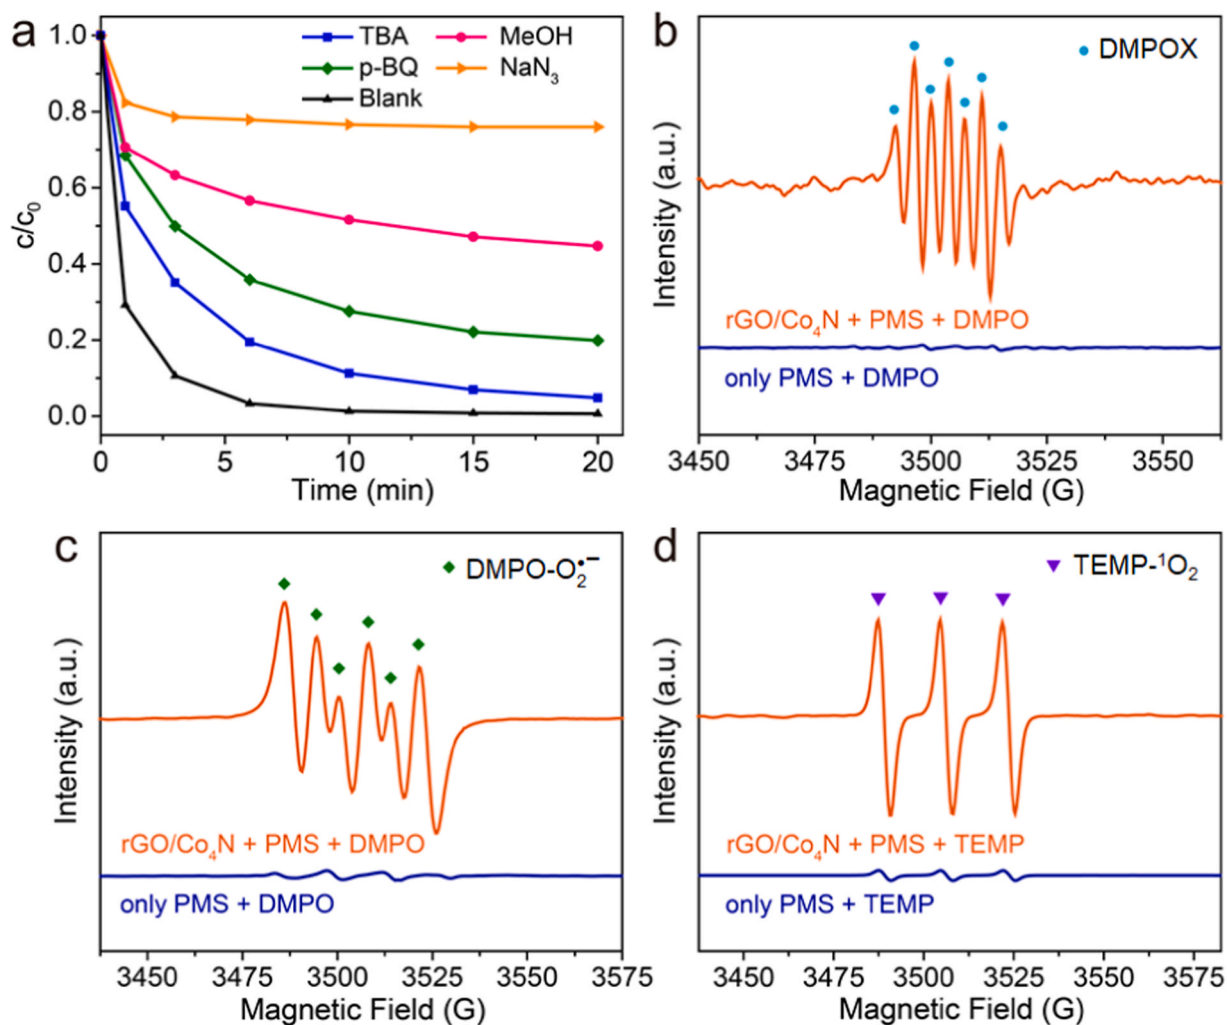 a
TBA
MeOH
p-BQ
NaN₃
Blank
1.0
0.8
0.6
0.4
0.2
0.0
c/c₀
0
5
10
15
20
Time (min)
b
DMPOX
Intensity (a.u.)
rGO/Co₄N + PMS + DMPO
only PMS + DMPO
3450
3475
3500
3525
3550
Magnetic Field (G)
c
DMPO-O₂•⁻
Intensity (a.u.)
rGO/Co₄N + PMS + DMPO
only PMS + DMPO
3450
3475
3500
3525
3550
3575
Magnetic Field (G)
d
TEMP-¹O₂
Intensity (a.u.)
rGO/Co₄N + PMS + TEMP
only PMS + TEMP
3450
3475
3500
3525
3550
3575
Magnetic Field (G)